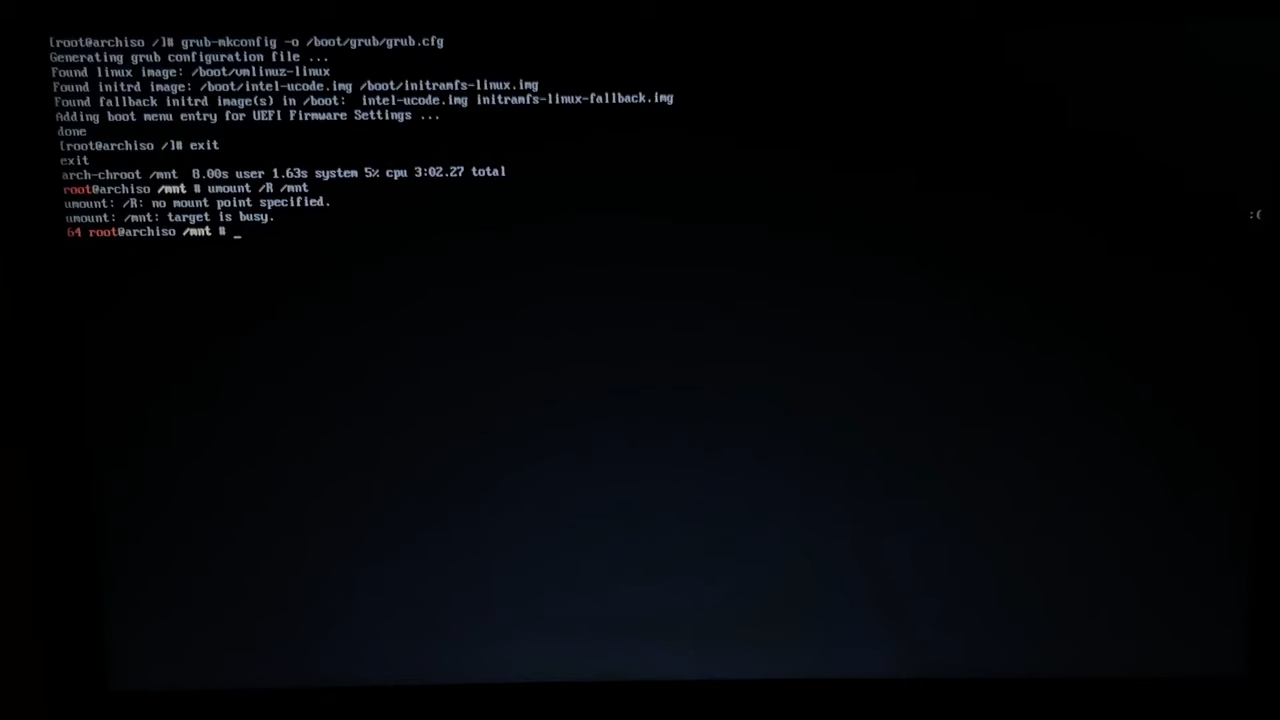 [root@archiso /]# grub-mkconfig -o /boot/grub/grub.cfg
Generating grub configuration file ...
Found linux image: /boot/vmlinuz-linux
Found initrd image: /boot/intel-ucode.img /boot/initramfs-linux.img
Found fallback initrd image(s) in /boot:  intel-ucode.img initramfs-linux-fallback.img
Adding boot menu entry for UEFI Firmware Settings ...
done
[root@archiso /]# exit
exit
arch-chroot /mnt  8.00s user 1.63s system 5% cpu 3:02.27 total
root@archiso /mnt # umount /R /mnt
umount: /R: no mount point specified.
umount: /mnt: target is busy.
64 root@archiso /mnt # _
:(